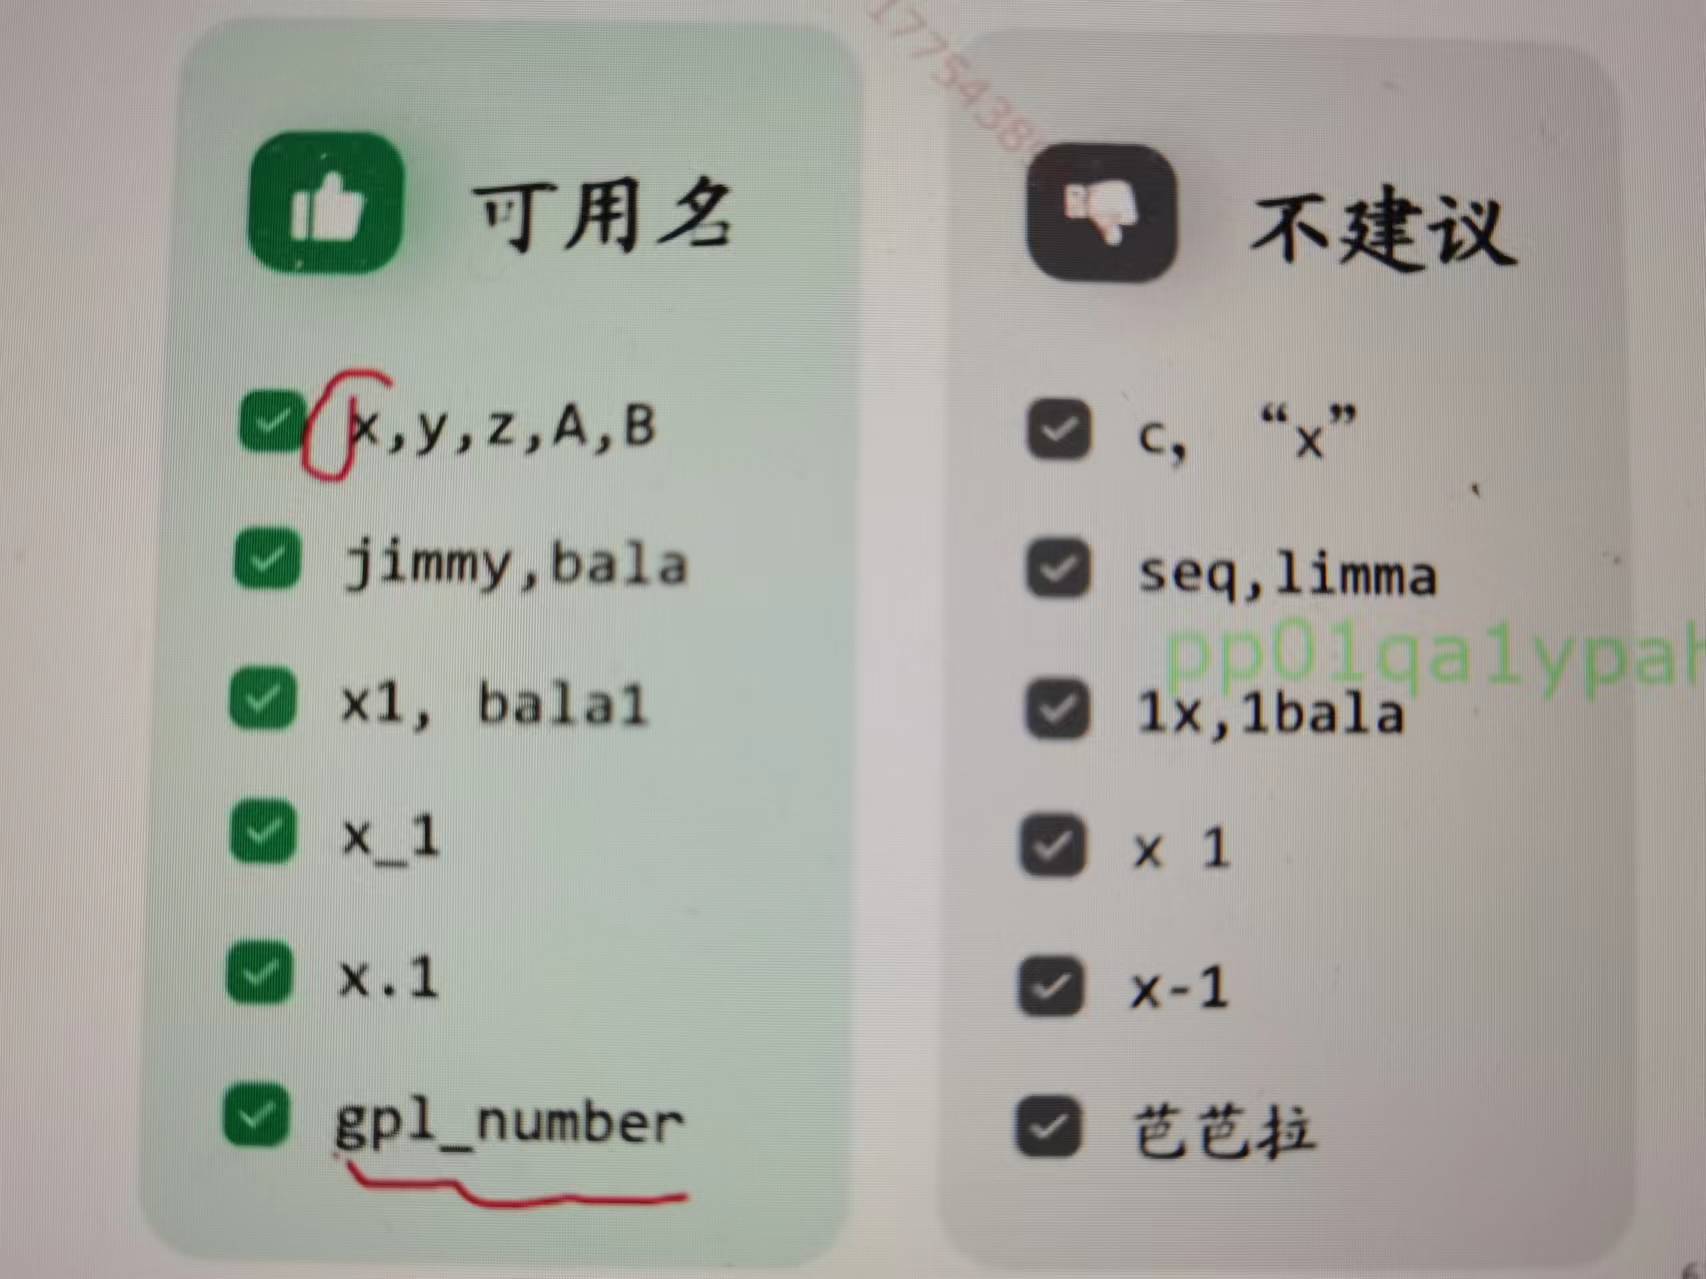 可用名
x,y,z,A,B
jimmy,bala
x1, bala1
x_1
x.1
gpl_number
不建议
c, “x”
seq,limma
1x,1bala
x 1
x-1
芭芭拉
1775438
pp01qa1ypah